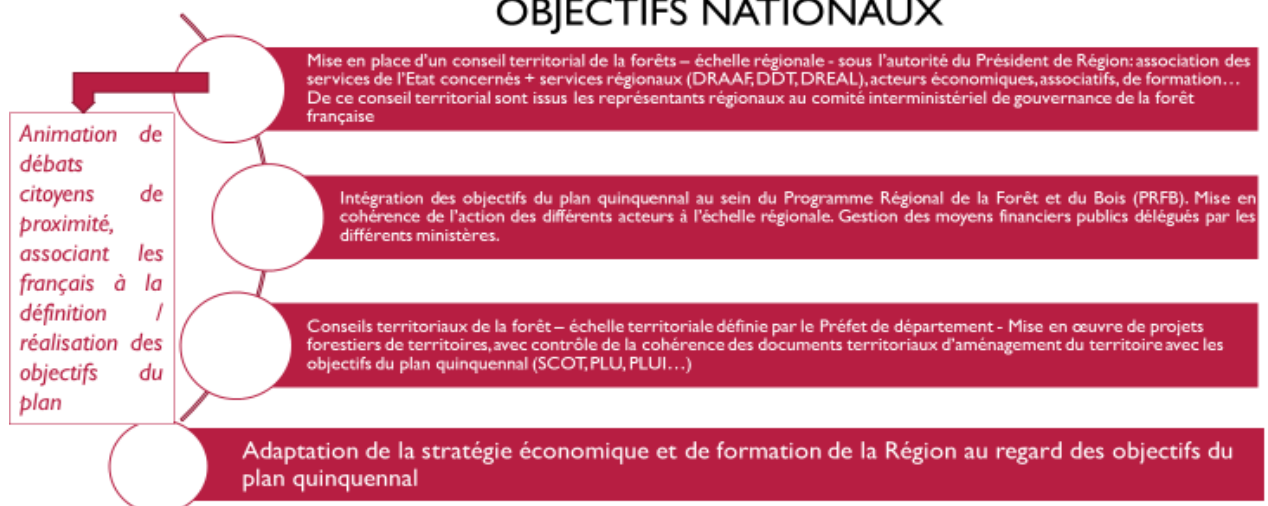 OBJECTIFS NATIONAUX
Mise en place d'un conseil territorial de la forêts – échelle régionale - sous l'autorité du Président de Région: association des
services de l'Etat concernés + services régionaux (DRAAF, DDT, DREAL), acteurs économiques, associatifs, de formation…
De ce conseil territorial sont issus les représentants régionaux au comité interministériel de gouvernance de la forêt
française
Animation de
débats
citoyens de
proximité,
associant les
français à la
définition /
réalisation des
objectifs du
plan
Intégration des objectifs du plan quinquennal au sein du Programme Régional de la Forêt et du Bois (PRFB). Mise en
cohérence de l'action des différents acteurs à l'échelle régionale. Gestion des moyens financiers publics délégués par les
différents ministères.
Conseils territoriaux de la forêt – échelle territoriale définie par le Préfet de département - Mise en œuvre de projets
forestiers de territoires, avec contrôle de la cohérence des documents territoriaux d'aménagement du territoire avec les
objectifs du plan quinquennal (SCOT, PLU, PLUI…)
Adaptation de la stratégie économique et de formation de la Région au regard des objectifs du
plan quinquennal